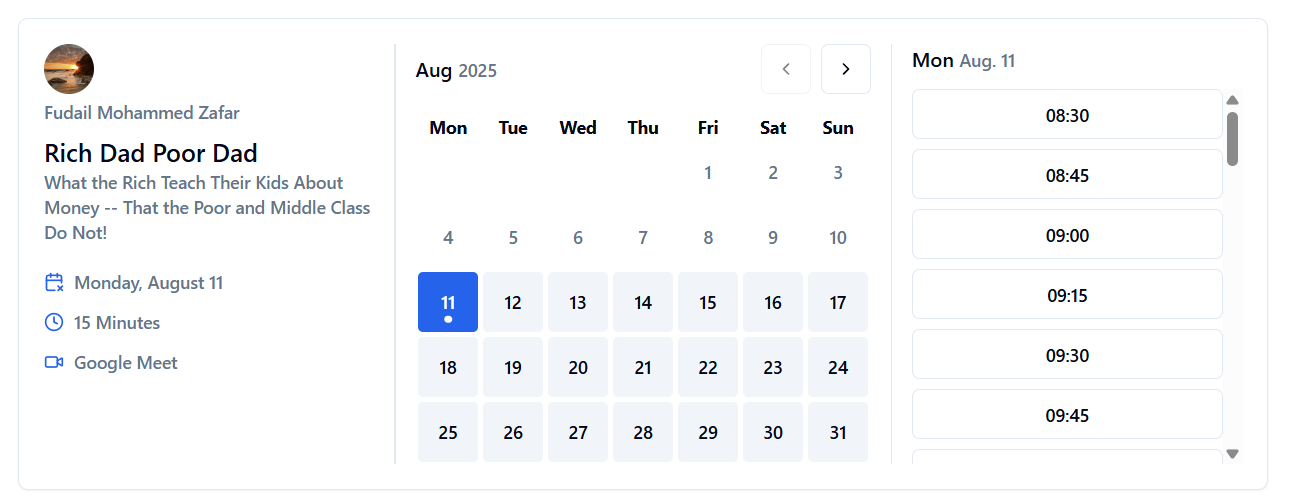 Fudail Mohammed Zafar
Rich Dad Poor Dad
What the Rich Teach Their Kids About
Money -- That the Poor and Middle Class
Do Not!
Monday, August 11
15 Minutes
Google Meet
Aug 2025
Mon Tue Wed Thu Fri Sat Sun
1 2 3
4 5 6 7 8 9 10
11 12 13 14 15 16 17
18 19 20 21 22 23 24
25 26 27 28 29 30 31
Mon Aug. 11
08:30
08:45
09:00
09:15
09:30
09:45